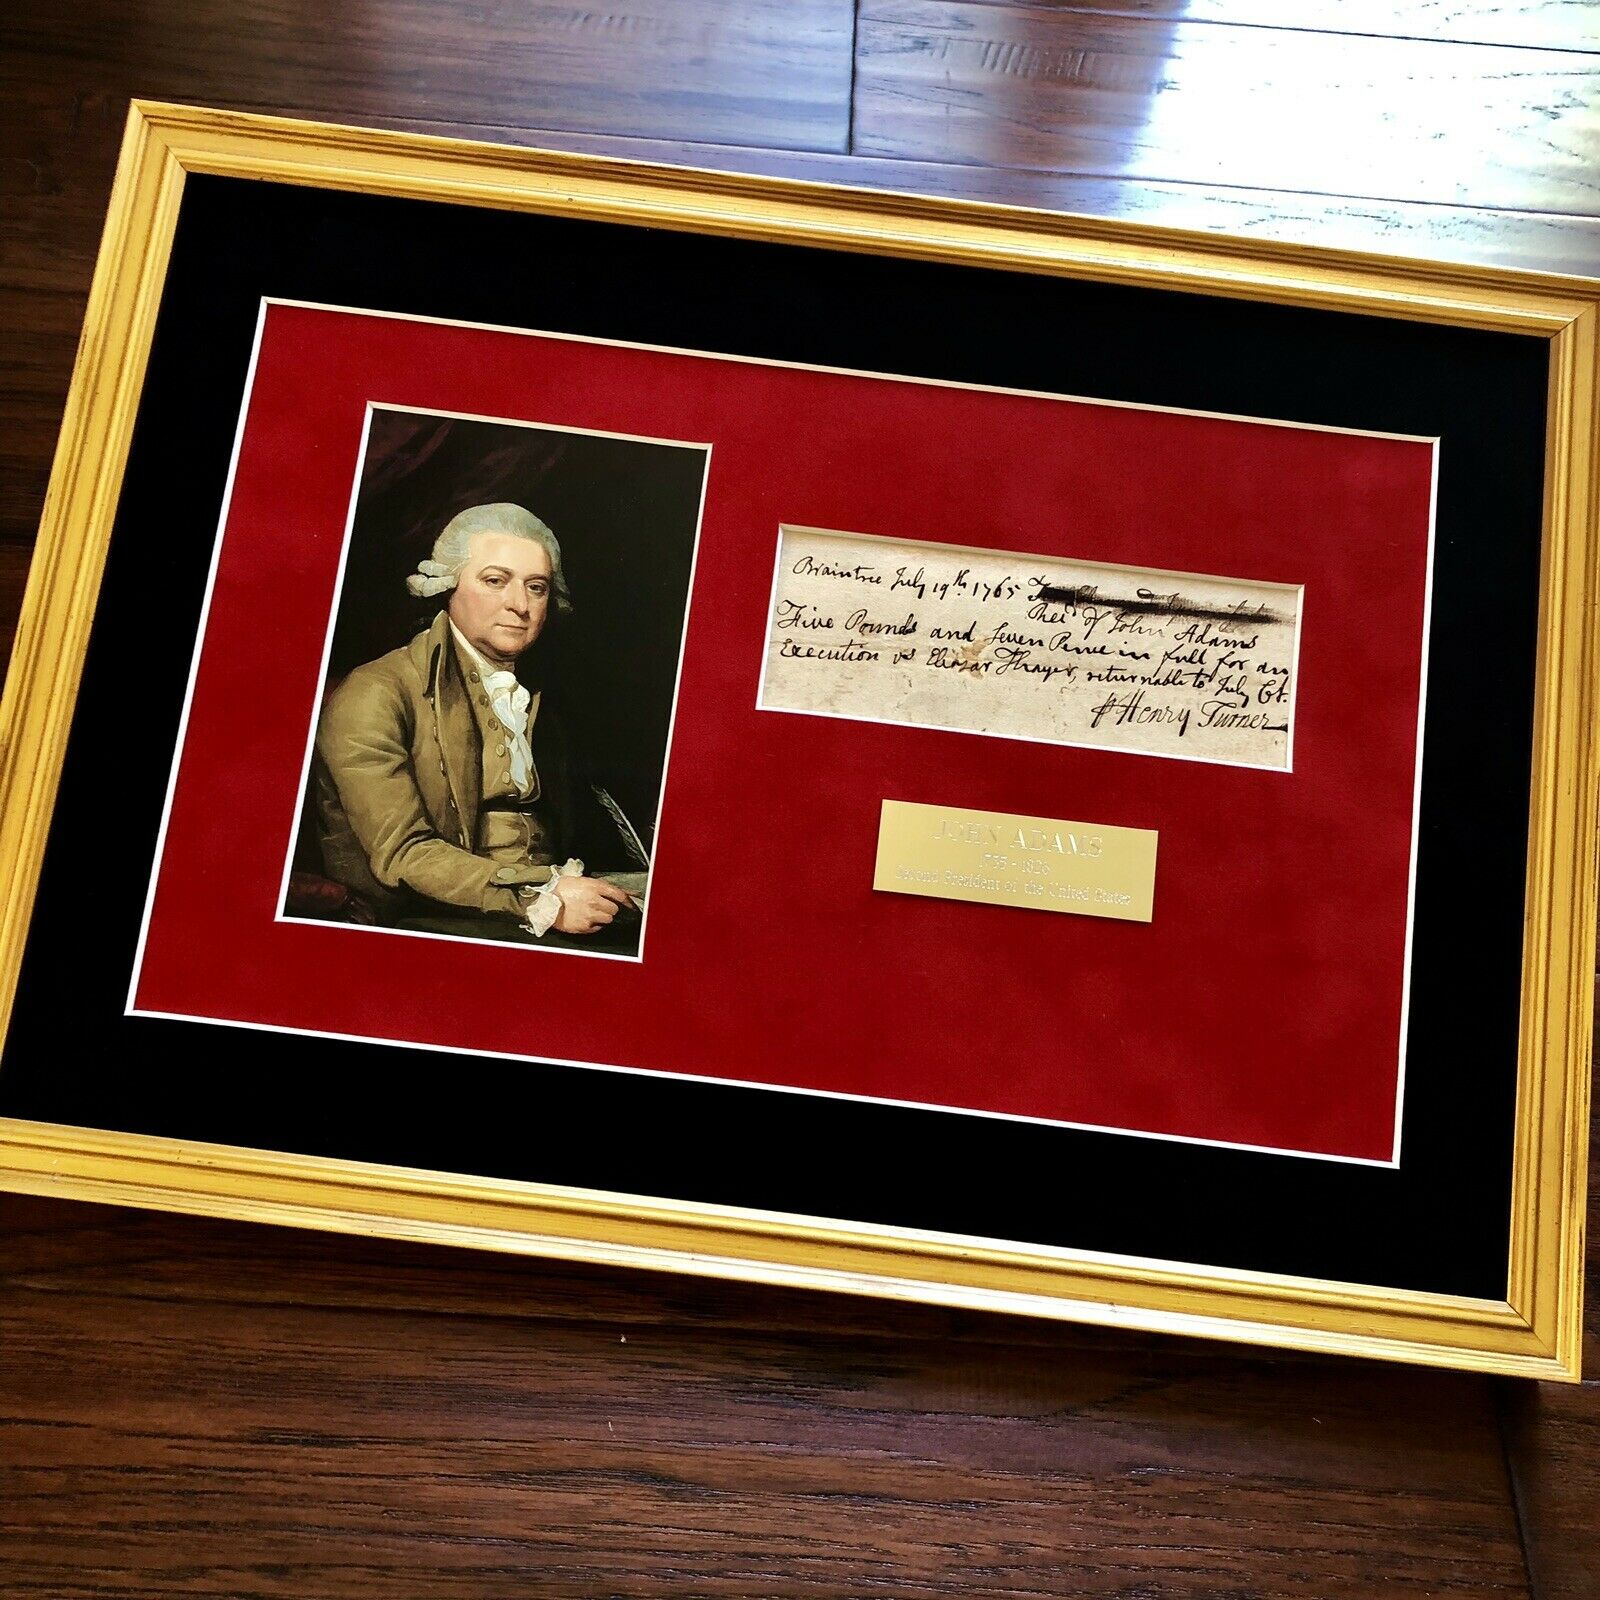 Braintree July 19th 1765
Rec'd of John Adams
Five Pounds and Seven Pence in full for an
Execution vs Eleazar Thayer, returnable to July Ct.
Henry Turner
JOHN ADAMS
1735 - 1826
Second President of the United States